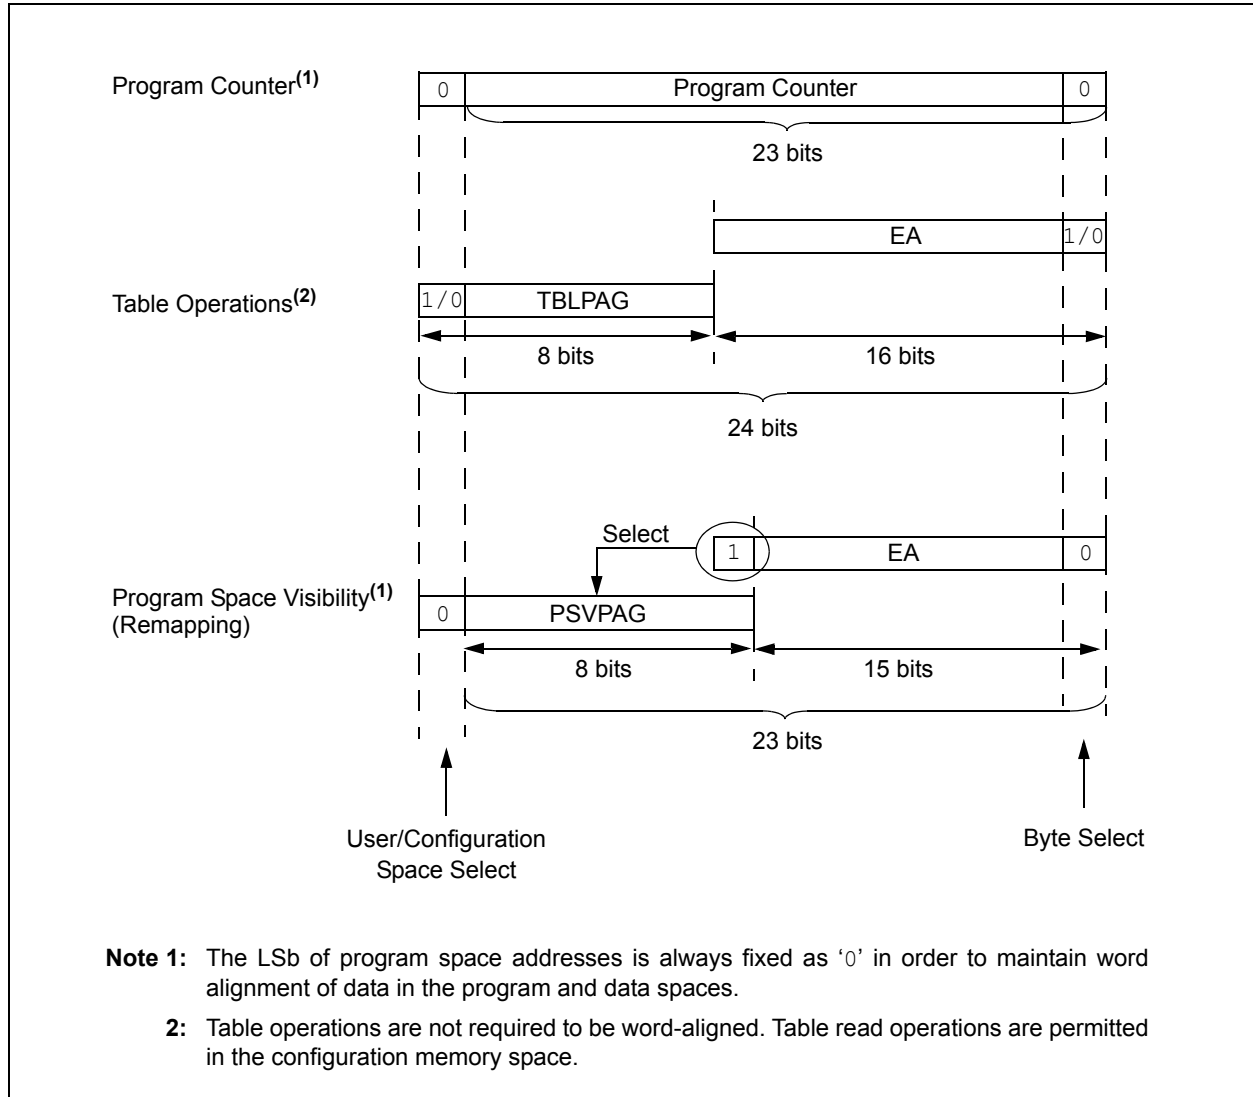 Program Counter(1)
0
Program Counter
0
23 bits
EA
1/0
Table Operations(2)
1/0
TBLPAG
8 bits
16 bits
24 bits
Select
1
EA
0
Program Space Visibility(1)
(Remapping)
0
PSVPAG
8 bits
15 bits
23 bits
User/Configuration
Space Select
Byte Select
Note 1: The LSb of program space addresses is always fixed as ‘0’ in order to maintain word
alignment of data in the program and data spaces.
2: Table operations are not required to be word-aligned. Table read operations are permitted
in the configuration memory space.